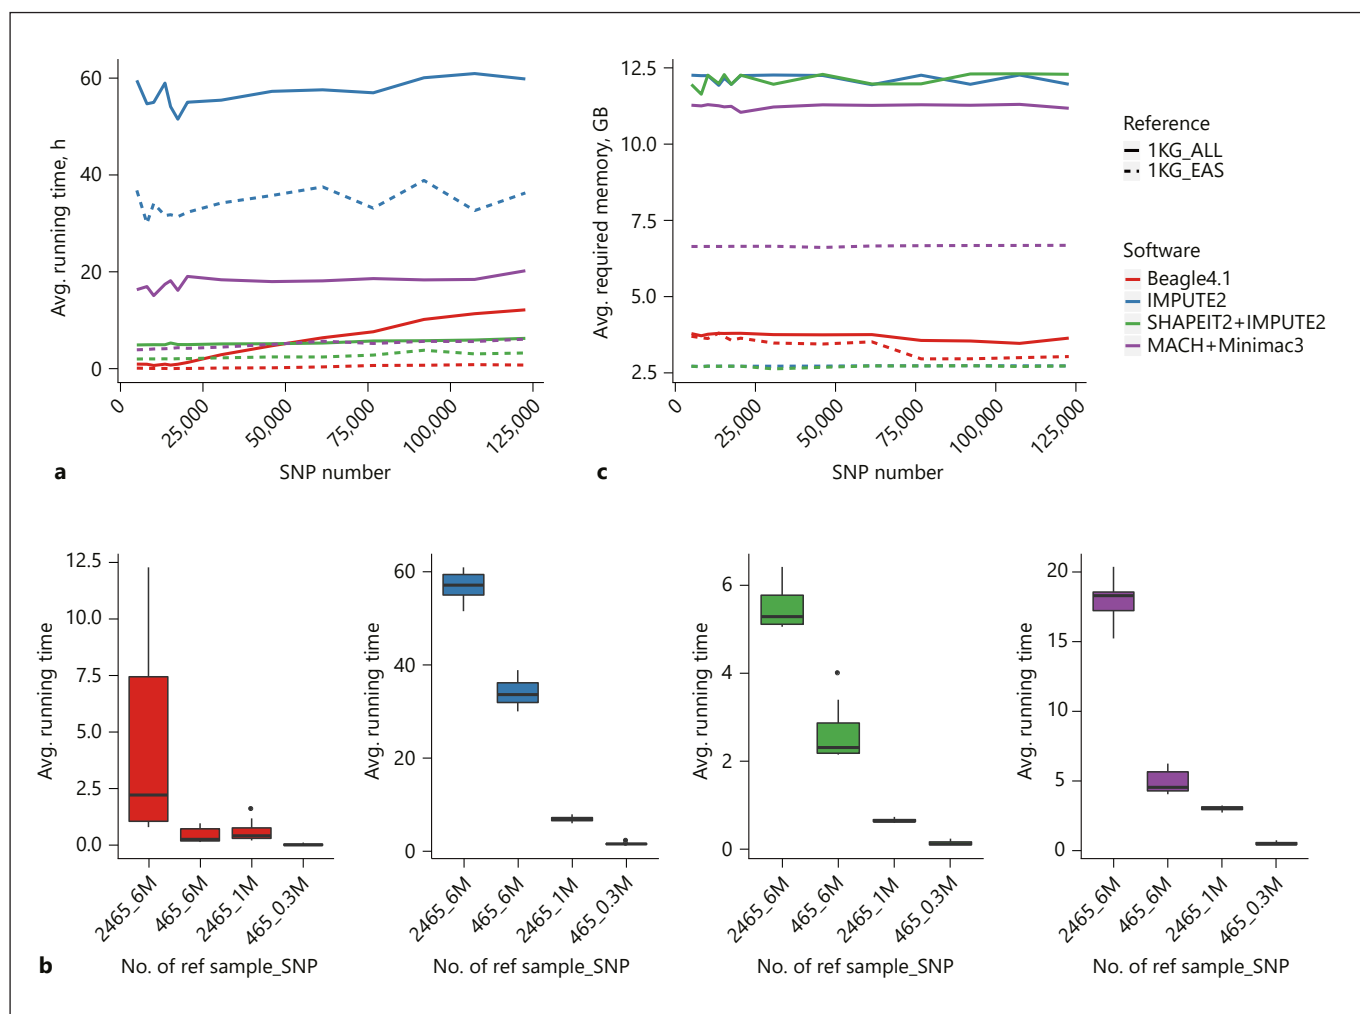 Avg. running time, h
60
40
20
0
0
25,000
50,000
75,000
100,000
125,000
SNP number
a
Avg. required memory, GB
12.5
10.0
7.5
5.0
2.5
0
25,000
50,000
75,000
100,000
125,000
SNP number
c
Reference
1KG_ALL
1KG_EAS
Software
Beagle4.1
IMPUTE2
SHAPEIT2+IMPUTE2
MACH+Minimac3
Avg. running time
12.5
10.0
7.5
5.0
2.5
0.0
2465_6M
465_6M
2465_1M
465_0.3M
No. of ref sample_SNP
b
Avg. running time
60
40
20
0
2465_6M
465_6M
2465_1M
465_0.3M
No. of ref sample_SNP
Avg. running time
6
4
2
0
2465_6M
465_6M
2465_1M
465_0.3M
No. of ref sample_SNP
Avg. running time
20
15
10
5
0
2465_6M
465_6M
2465_1M
465_0.3M
No. of ref sample_SNP